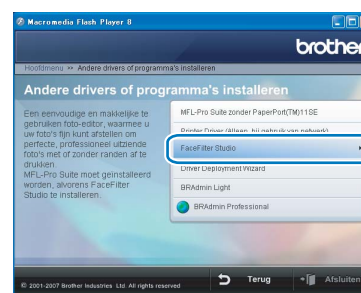 Macromedia Flash Player 8
brother
Hoofdmenu >> Andere drivers of programma's installeren
Andere drivers of programma's installeren
Een eenvoudige en makkelijke te
gebruiken foto-editor, waarmee u
uw foto's fijn kunt afstellen om
perfecte, professioneel uitziende
foto's met of zonder randen af te
drukken.
MFL-Pro Suite moet geïnstalleerd
worden, alvorens FaceFilter
Studio te installeren.
MFL-Pro Suite zonder PaperPort(TM)11SE
Printer Driver (Alleen bij gebruik van netwerk)
FaceFilter Studio
Driver Deployment Wizard
BRAdmin Light
BRAdmin Professional
© 2001-2007 Brother Industries Ltd. All rights reserved
Terug
Afsluiten